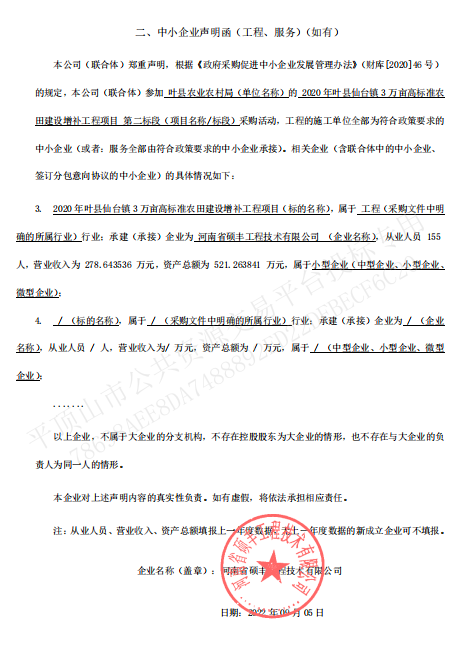 二、中小企业声明函（工程、服务）（如有）
本公司（联合体）郑重声明，根据《政府采购促进中小企业发展管理办法》（财库[2020]46 号）
的规定，本公司（联合体）参加 叶县农业农村局（单位名称）的 2020年叶县仙台镇3万亩高标准农
田建设增补工程项目 第二标段（项目名称/标段）采购活动，工程的施工单位全部为符合政策要求的
中小企业（或者：服务全部由符合政策要求的中小企业承接）。相关企业（含联合体中的中小企业、
签订分包意向协议的中小企业）的具体情况如下：
3. 2020年叶县仙台镇3万亩高标准农田建设增补工程项目（标的名称），属于 工程（采购文件中明
确的所属行业）行业；承建（承接）企业为 河南省硕丰工程技术有限公司 （企业名称），从业人员 155
人，营业收入为 278.643536 万元，资产总额为 521.263841 万元，属于小型企业（中型企业、小型企业、
微型企业）；
4. / （标的名称），属于 / （采购文件中明确的所属行业）行业；承建（承接）企业为 / （企业
名称），从业人员 / 人，营业收入为/ 万元，资产总额为 / 万元，属于 / （中型企业、小型企业、微型
企业）；
.......
以上企业，不属于大企业的分支机构，不存在控股股东为大企业的情形，也不存在与大企业的负
责人为同一人的情形。
本企业对上述声明内容的真实性负责。如有虚假，将依法承担相应责任。
注：从业人员、营业收入、资产总额填报上一年度数据，无上一年度数据的新成立企业可不填报。
企业名称（盖章）：河南省硕丰工程技术有限公司
日期：2022 年 09 月 05日
河南省硕丰工程技术有限公司